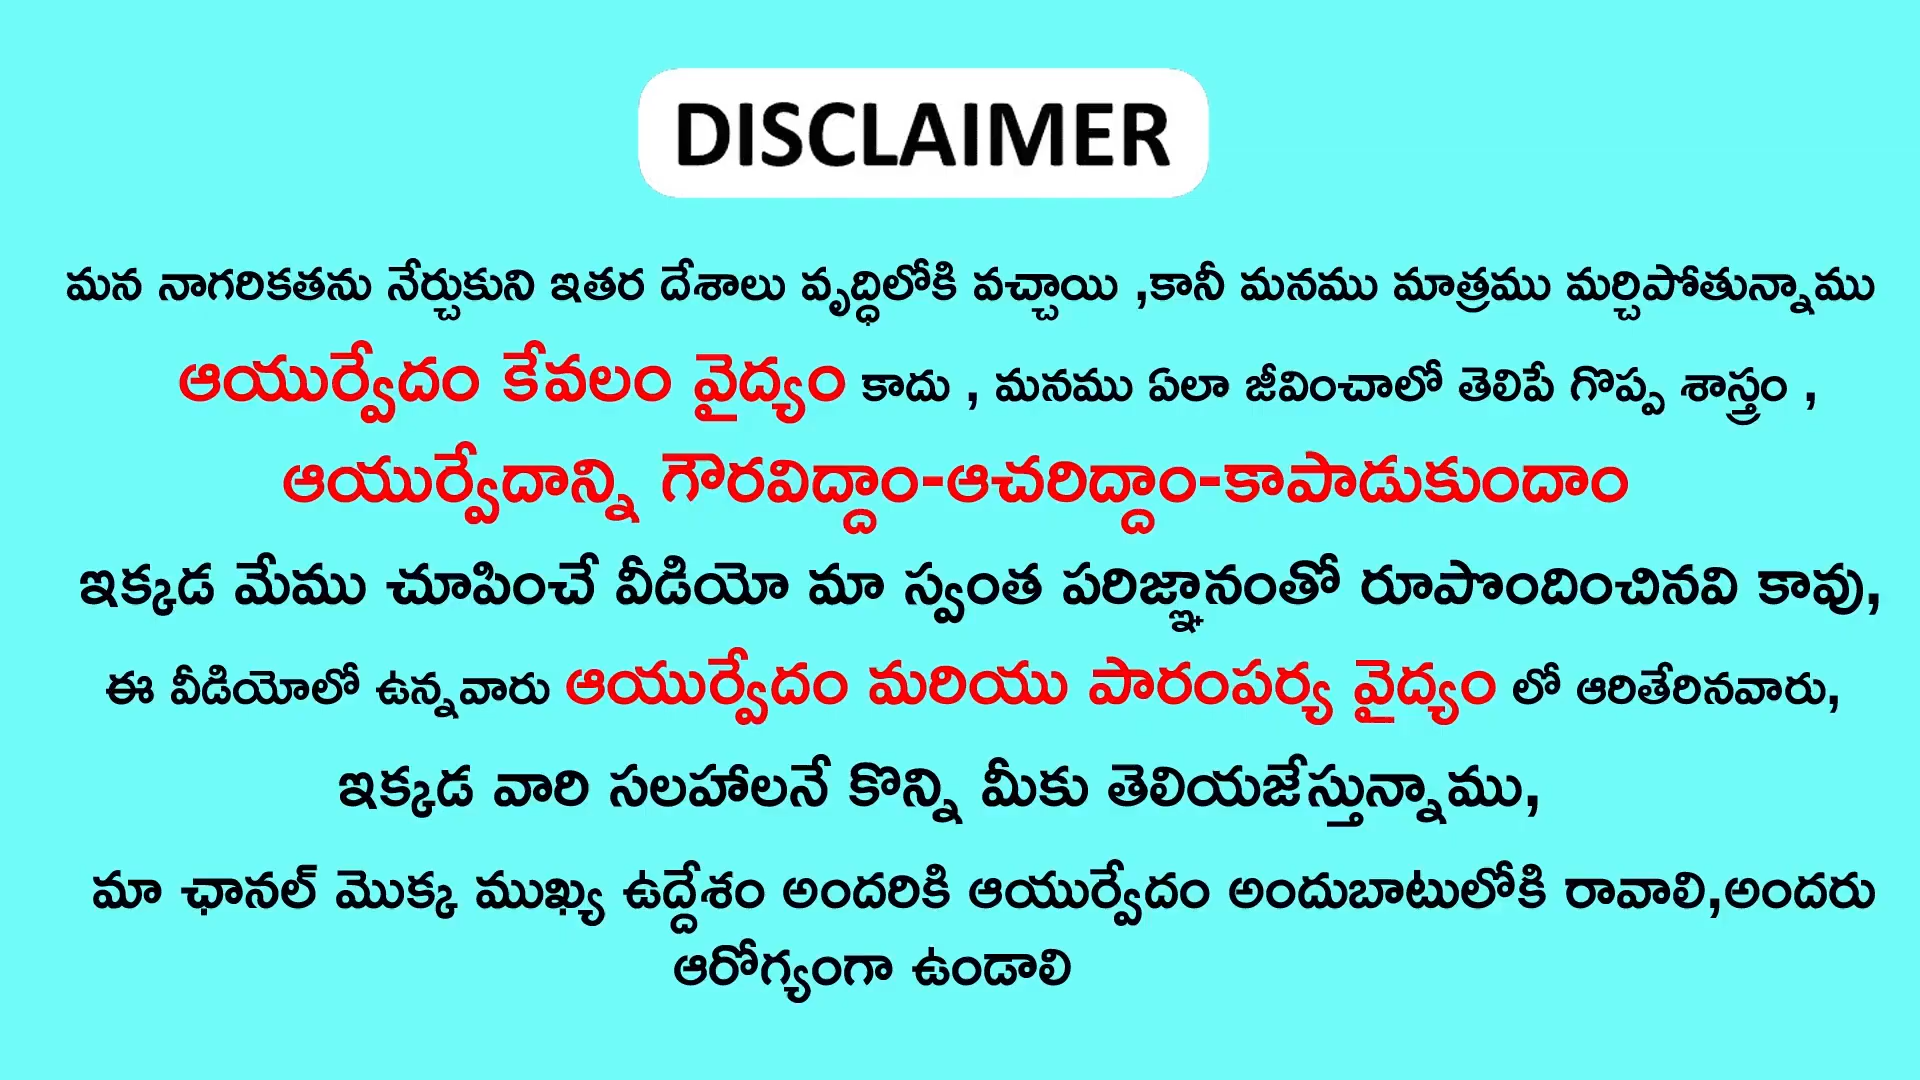 DISCLAIMER
మన నాగరికతను నేర్చుకుని ఇతర దేశాలు వృద్ధిలోకి వచ్చాయి ,కానీ మనము మాత్రము మర్చిపోతున్నాము
ఆయుర్వేదం కేవలం వైద్యం కాదు , మనము ఏలా జీవించాలో తెలిపే గొప్ప శాస్త్రం ,
ఆయుర్వేదాన్ని గౌరవిద్దాం-ఆచరిద్దాం-కాపాడుకుందాం
ఇక్కడ మేము చూపించే వీడియో మా స్వంత పరిజ్ఞానంతో రూపొందించినవి కావు,
ఈ వీడియోలో ఉన్నవారు ఆయుర్వేదం మరియు పారంపర్య వైద్యం లో ఆరితేరినవారు,
ఇక్కడ వారి సలహాలనే కొన్ని మీకు తెలియజేస్తున్నాము,
మా ఛానల్ మొక్క ముఖ్య ఉద్దేశం అందరికి ఆయుర్వేదం అందుబాటులోకి రావాలి,అందరు
ఆరోగ్యంగా ఉండాలి